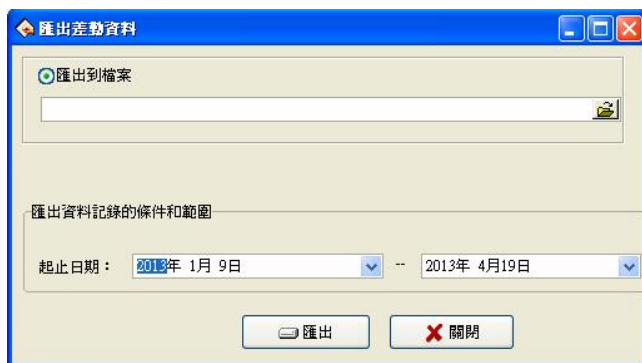 匯出差動資料
匯出到檔案
匯出資料記錄的條件和範圍
起止日期： 2013年 1月 9日 -- 2013年 4月19日
匯出 關閉